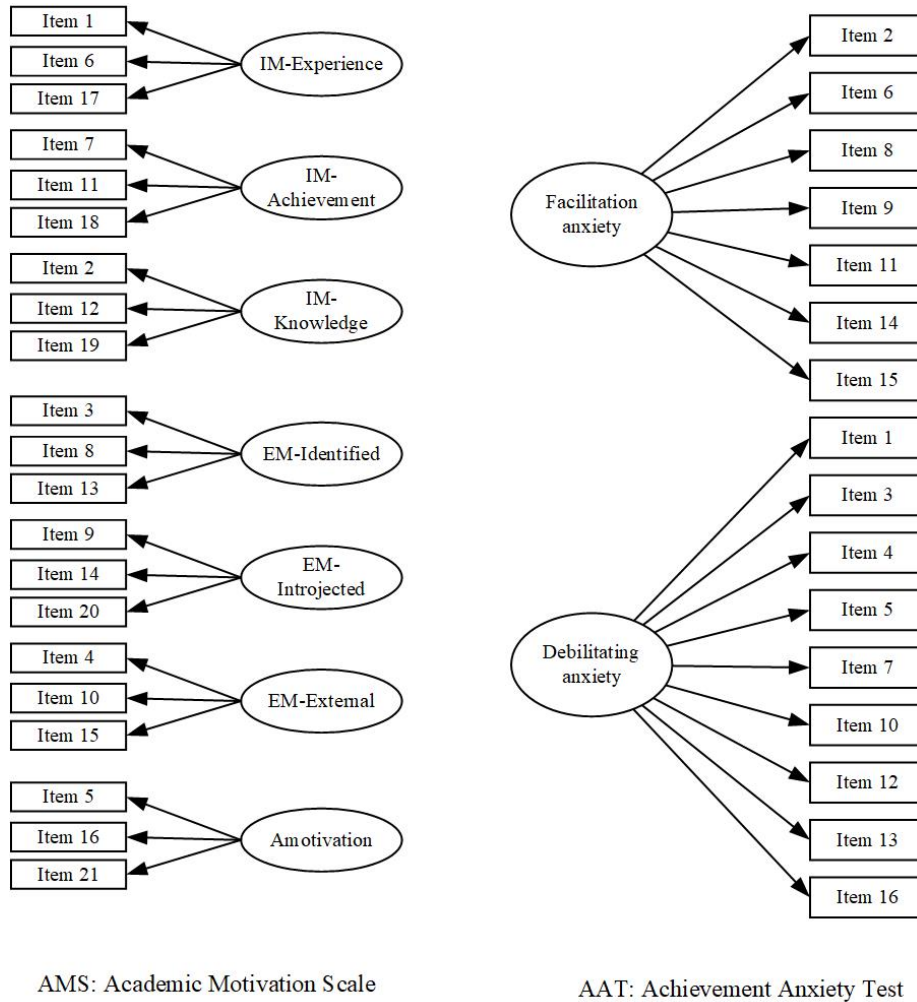 Item 1
Item 6
Item 17
IM-Experience
Item 7
Item 11
Item 18
IM-
Achievement
Item 2
Item 12
Item 19
IM-
Knowledge
Item 3
Item 8
Item 13
EM-Identified
Item 9
Item 14
Item 20
EM-
Introjected
Item 4
Item 10
Item 15
EM-External
Item 5
Item 16
Item 21
Amotivation
AMS: Academic Motivation Scale
Facilitation
anxiety
Item 2
Item 6
Item 8
Item 9
Item 11
Item 14
Item 15
Debilitating
anxiety
Item 1
Item 3
Item 4
Item 5
Item 7
Item 10
Item 12
Item 13
Item 16
AAT: Achievement Anxiety Test